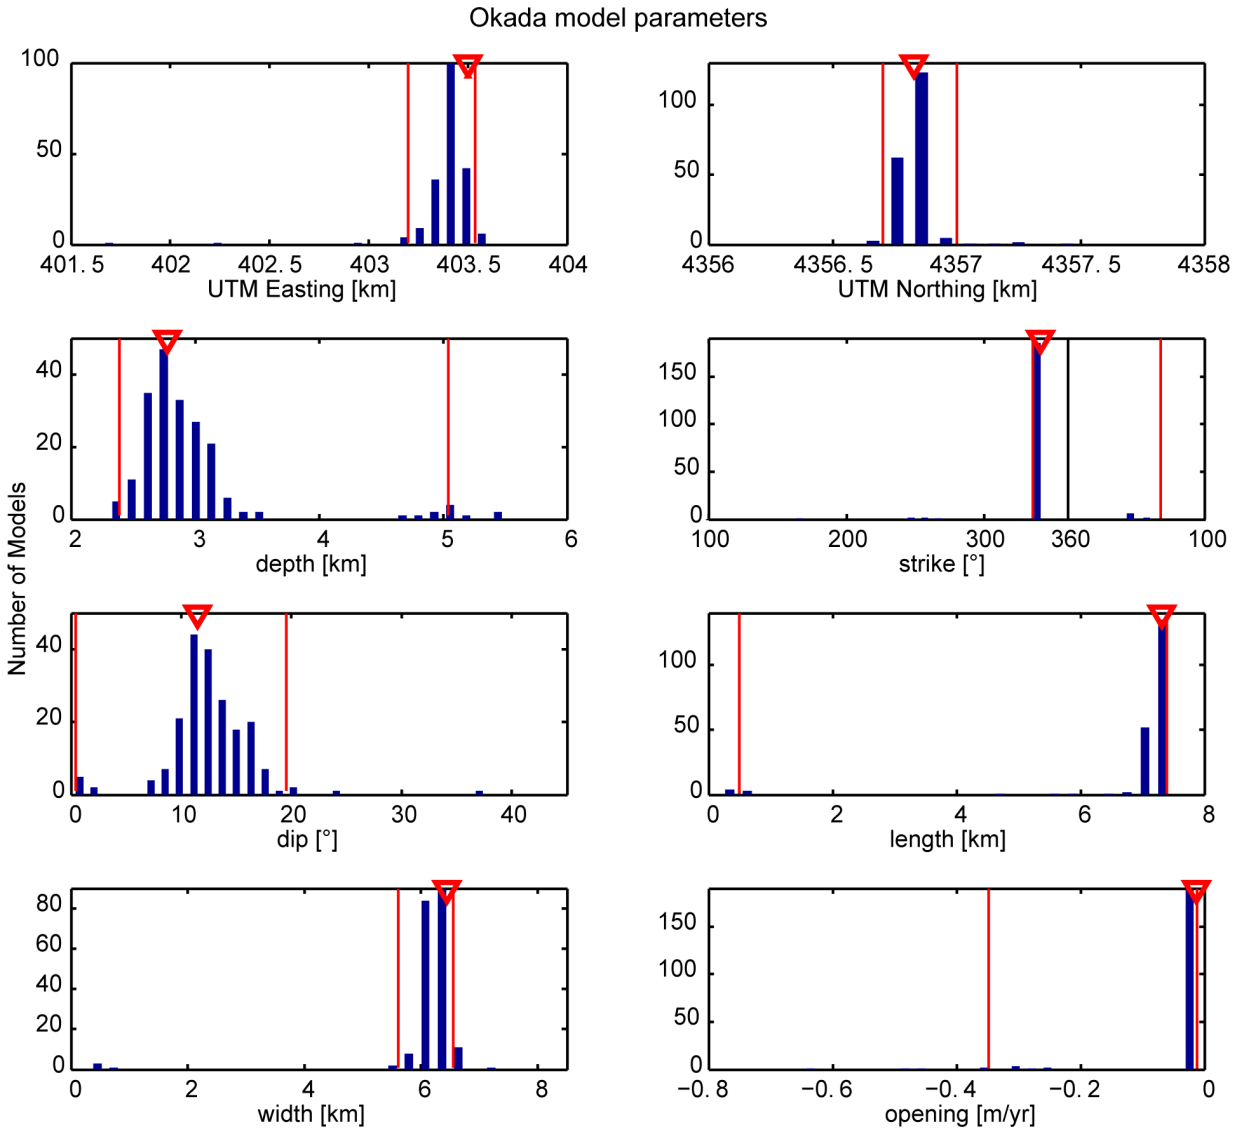 Okada model parameters
100
50
0
401.5 402 402.5 403 403.5 404
UTM Easting [km]
100
50
0
4356 4356.5 4357 4357.5 4358
UTM Northing [km]
40
20
0
2 3 4 5 6
depth [km]
150
100
50
0
100 200 300 360 100
strike [°]
Number of Models
40
20
0
0 10 20 30 40
dip [°]
100
50
0
0 2 4 6 8
length [km]
80
60
40
20
0
0 2 4 6 8
width [km]
150
100
50
0
−0.8 −0.6 −0.4 −0.2 0
opening [m/yr]